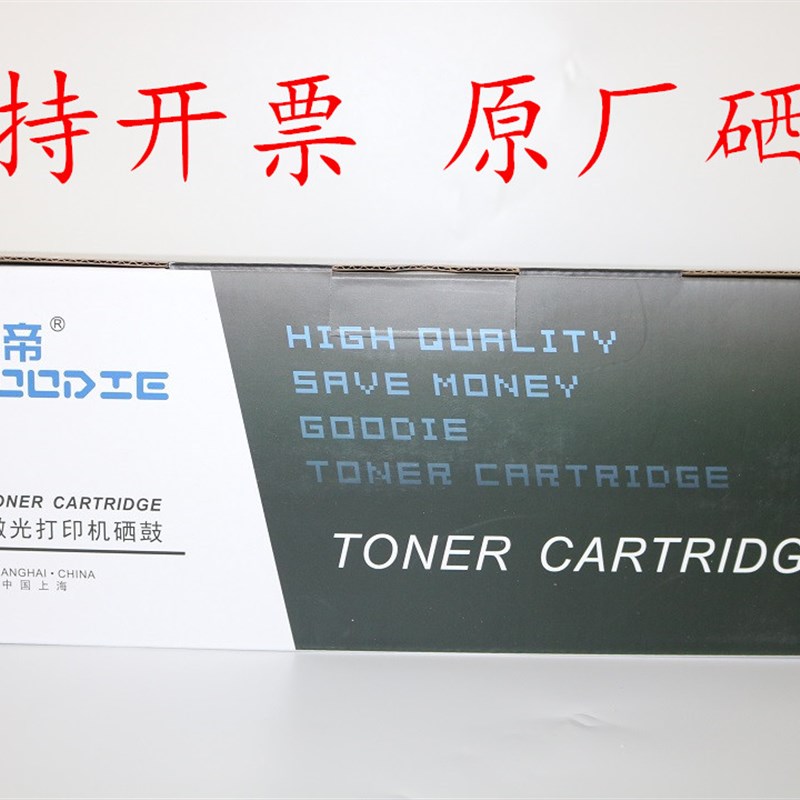 持开票 原厂硒
帝®
OODIE
HIGH QUALITY
SAVE MONEY
GOODIE
TONER CARTRIDGE
ONER CARTRIDGE
激光打印机硒鼓
ANGHAI·CHINA
中国上海
TONER CARTRIDG